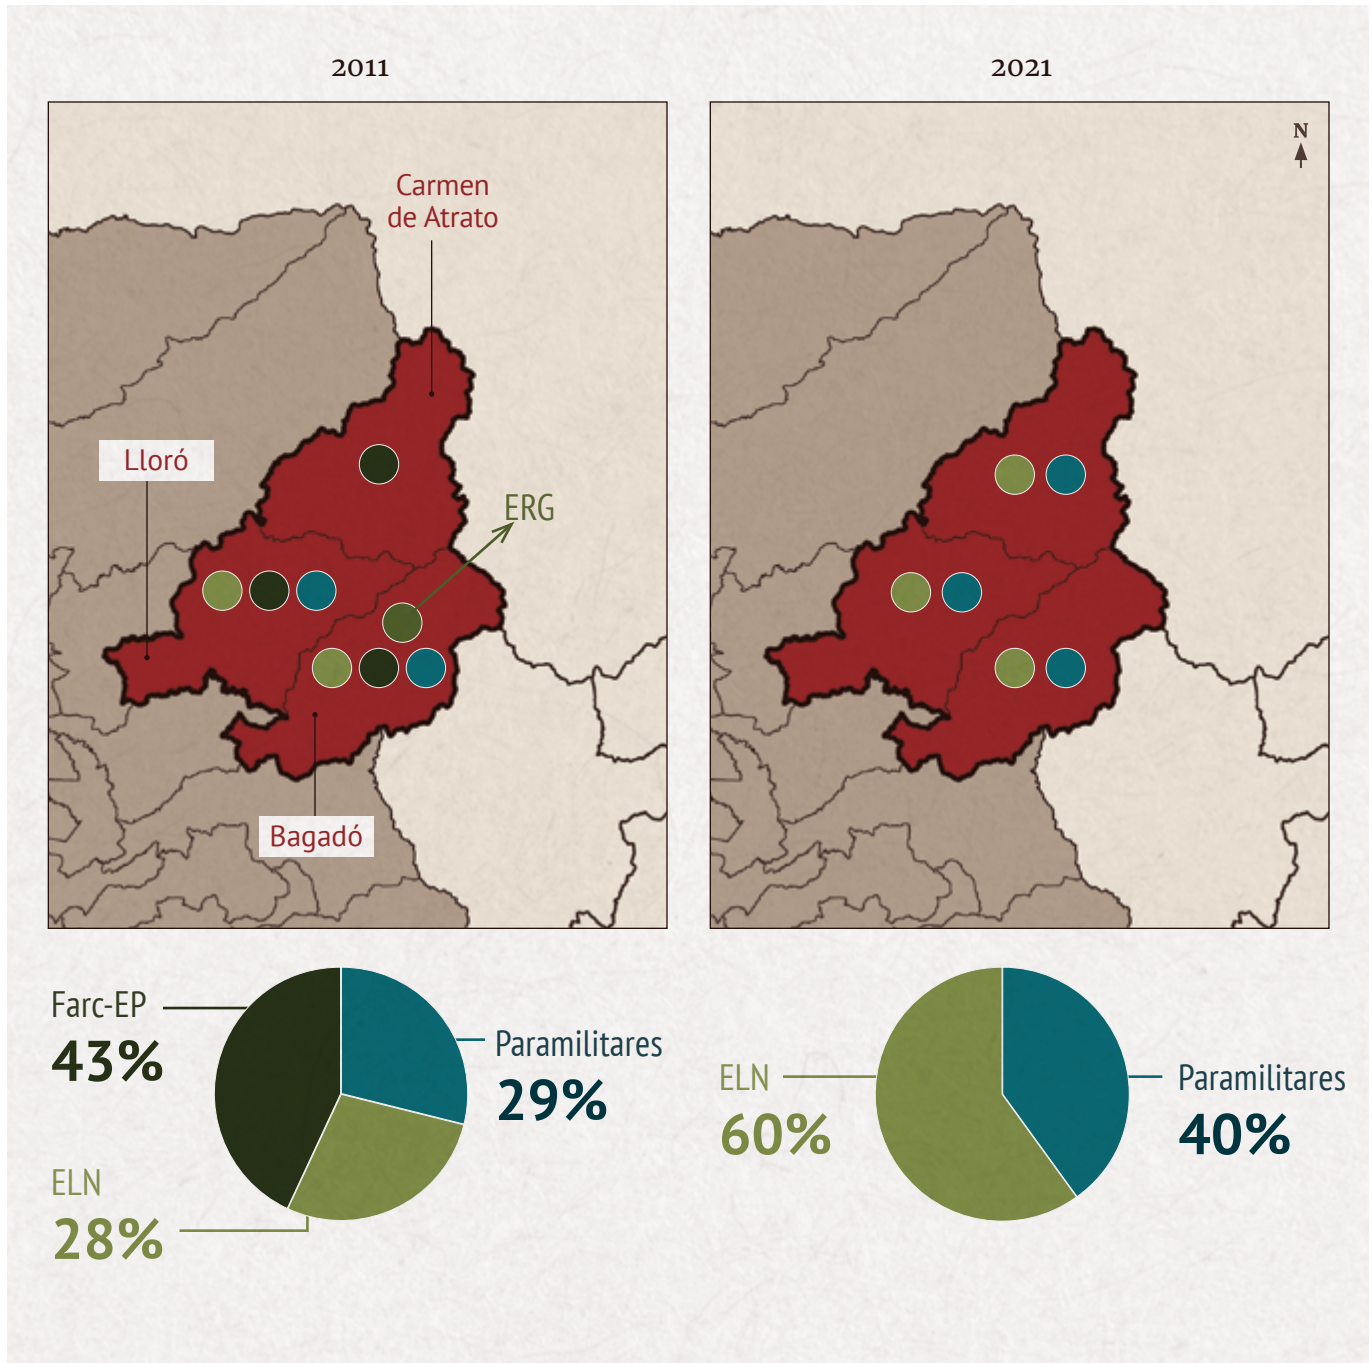 2011
2021
N
Carmen
de Atrato
Lloró
ERG
Bagadó
Farc-EP
43%
Paramilitares
29%
ELN
28%
ELN
60%
Paramilitares
40%